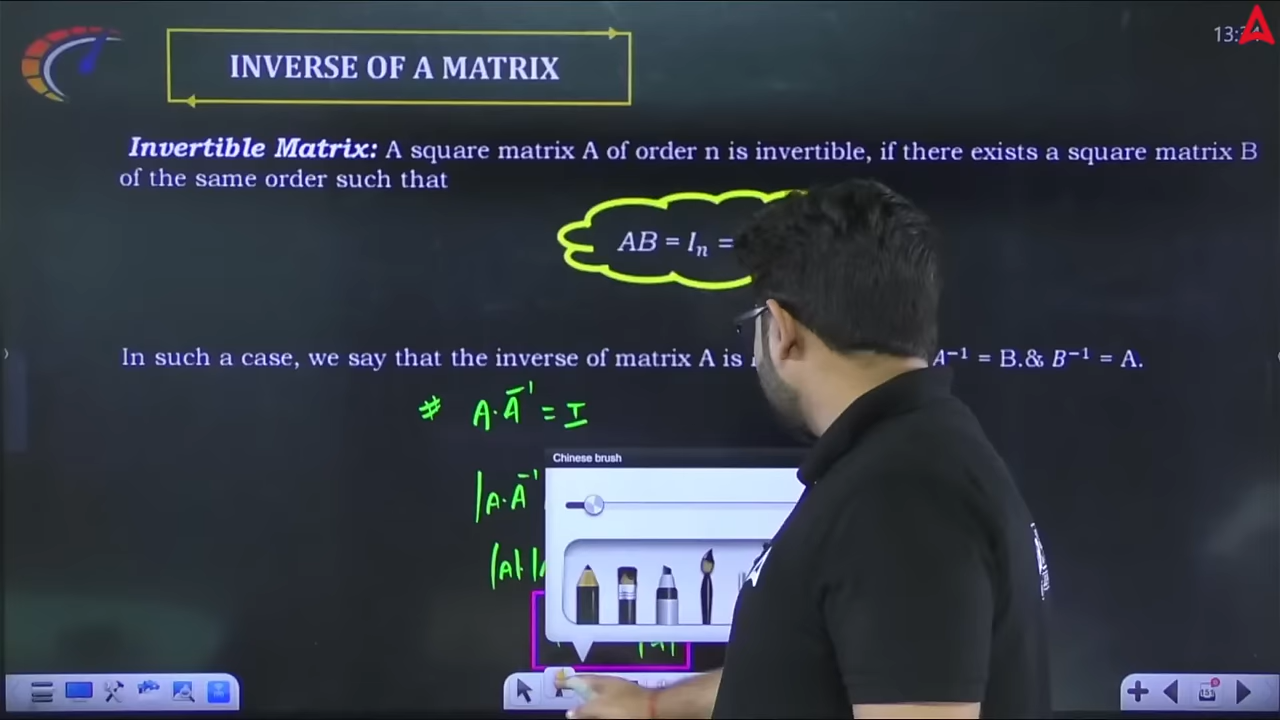 13:
INVERSE OF A MATRIX
Invertible Matrix: A square matrix A of order n is invertible, if there exists a square matrix B
of the same order such that
AB = Iₙ =
In such a case, we say that the inverse of matrix A is A⁻¹ = B.& B⁻¹ = A.
# A·A⁻¹ = I
Chinese brush
|A·A⁻¹
|A|·|
|A|
151